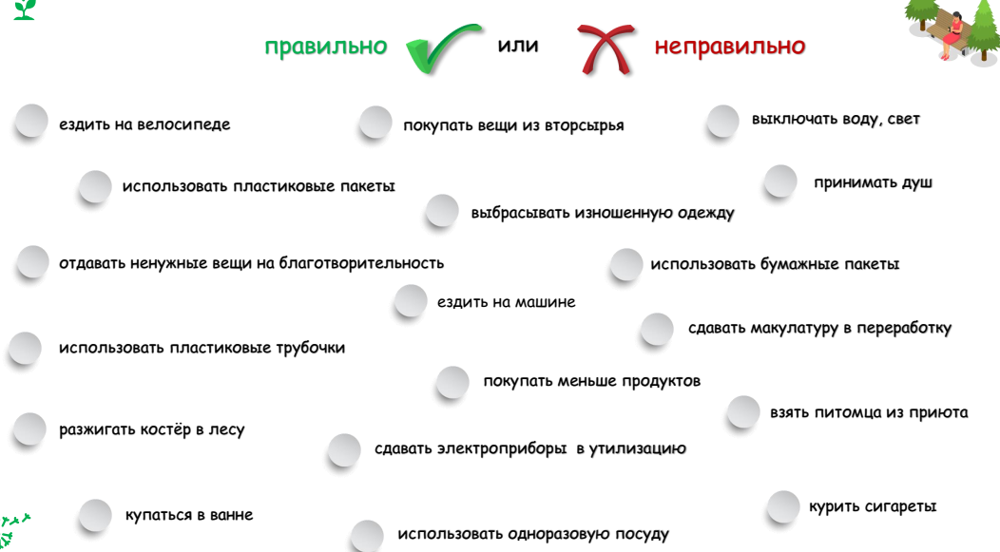 правильно или неправильно
ездить на велосипеде
покупать вещи из вторсырья
выключать воду, свет
использовать пластиковые пакеты
принимать душ
выбрасывать изношенную одежду
отдавать ненужные вещи на благотворительность
использовать бумажные пакеты
ездить на машине
сдавать макулатуру в переработку
использовать пластиковые трубочки
покупать меньше продуктов
взять питомца из приюта
разжигать костёр в лесу
сдавать электроприборы в утилизацию
купаться в ванне
курить сигареты
использовать одноразовую посуду